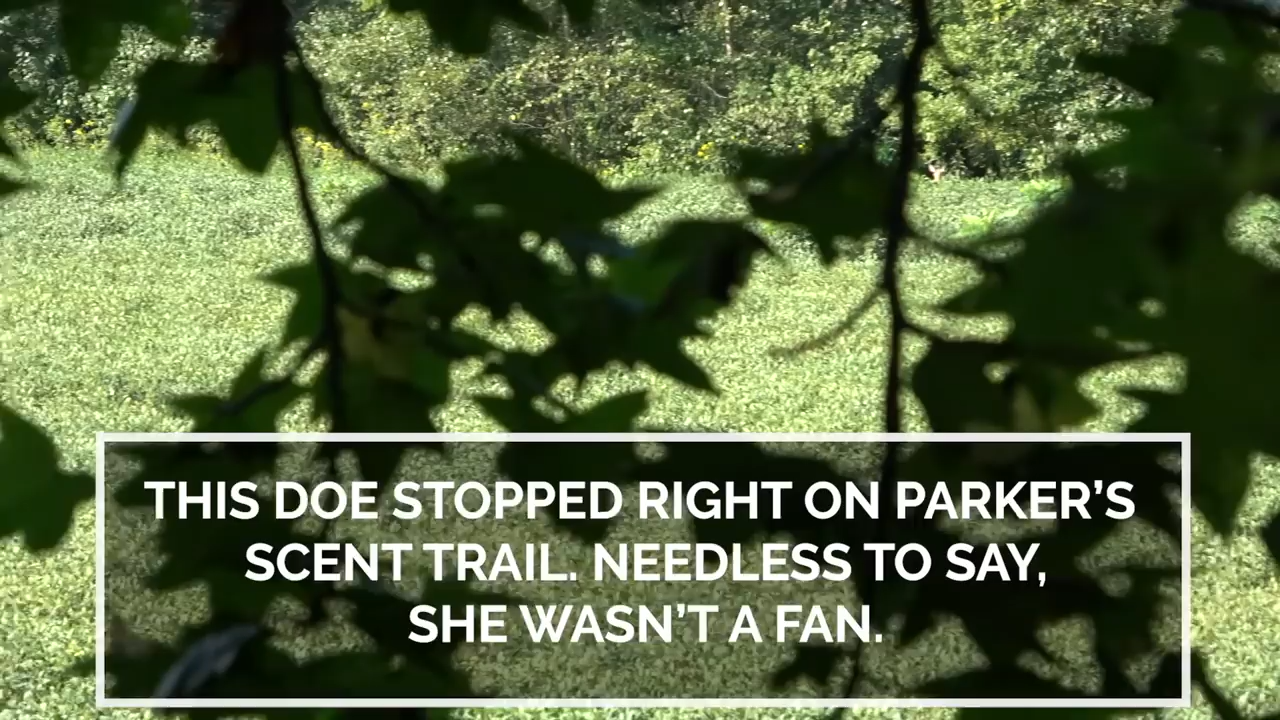 THIS DOE STOPPED RIGHT ON PARKER’S
SCENT TRAIL. NEEDLESS TO SAY,
SHE WASN’T A FAN.